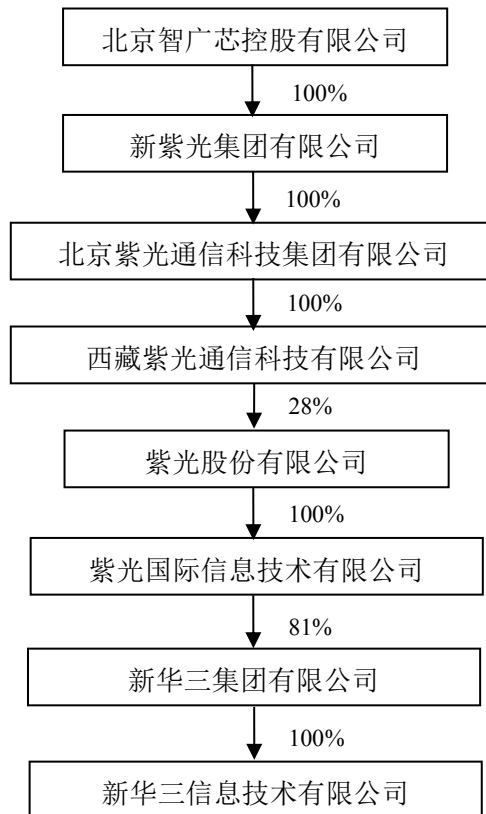 北京智广芯控股有限公司
100%
新紫光集团有限公司
100%
北京紫光通信科技集团有限公司
100%
西藏紫光通信科技有限公司
28%
紫光股份有限公司
100%
紫光国际信息技术有限公司
81%
新华三集团有限公司
100%
新华三信息技术有限公司